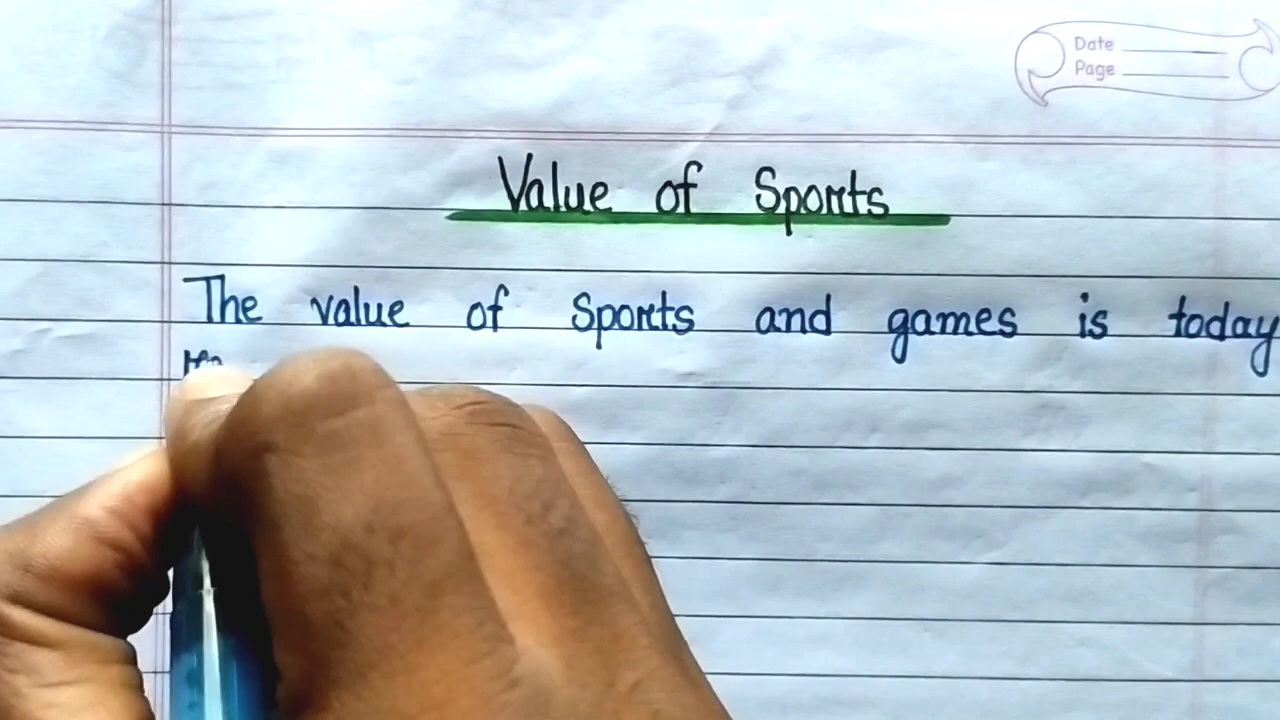 Date
Page
Value of Sports
The value of Sports and games is today